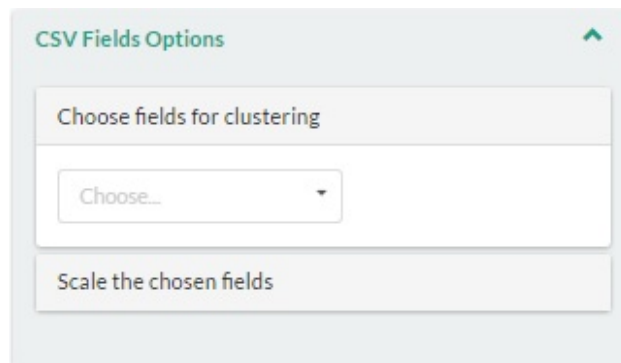 CSV Fields Options
Choose fields for clustering
Choose...
Scale the chosen fields